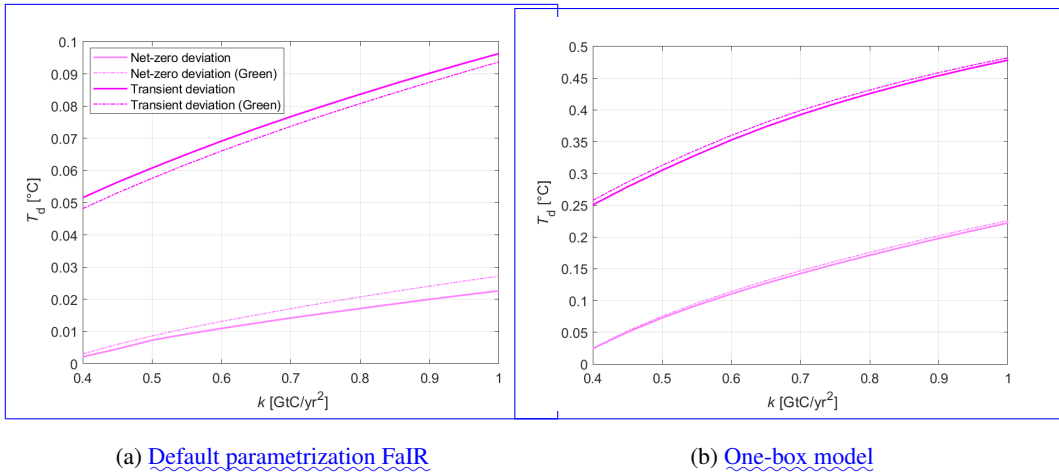 0.1
0.09
0.08
0.07
0.06
0.05
0.04
0.03
0.02
0.01
0
T_d [°C]
Net-zero deviation
Net-zero deviation (Green)
Transient deviation
Transient deviation (Green)
0.4 0.5 0.6 0.7 0.8 0.9 1
k [GtC/yr²]
(a) Default parametrization FaIR
0.5
0.45
0.4
0.35
0.3
0.25
0.2
0.15
0.1
0.05
0
T_d [°C]
0.4 0.5 0.6 0.7 0.8 0.9 1
k [GtC/yr²]
(b) One-box model